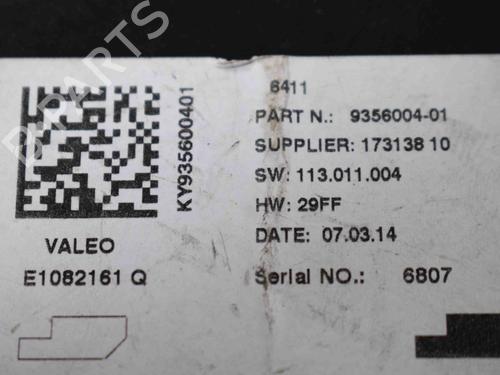 B-PARTS
KY935600401
VALEO
E1082161 Q
6411
PART N.: 9356004-01
SUPPLIER: 173138 10
SW: 113.011.004
HW: 29FF
DATE: 07.03.14
Serial NO.: 6807